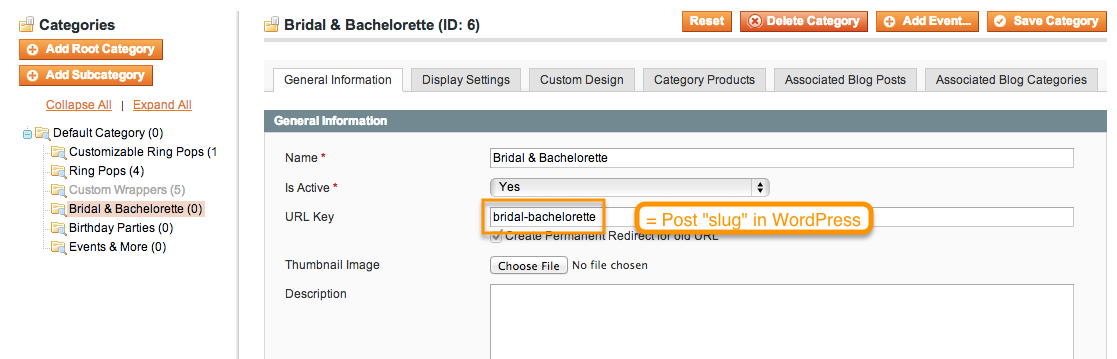 Categories
Add Root Category
Add Subcategory
Collapse All | Expand All
Default Category (0)
Customizable Ring Pops (1
Ring Pops (4)
Custom Wrappers (5)
Bridal & Bachelorette (0)
Birthday Parties (0)
Events & More (0)
Bridal & Bachelorette (ID: 6)
Reset
Delete Category
Add Event...
Save Category
General Information
Display Settings
Custom Design
Category Products
Associated Blog Posts
Associated Blog Categories
General Information
Name *
Bridal & Bachelorette
Is Active *
Yes
URL Key
bridal-bachelorette
= Post "slug" in WordPress
Create Permanent Redirect for old URL
Thumbnail Image
Choose File No file chosen
Description